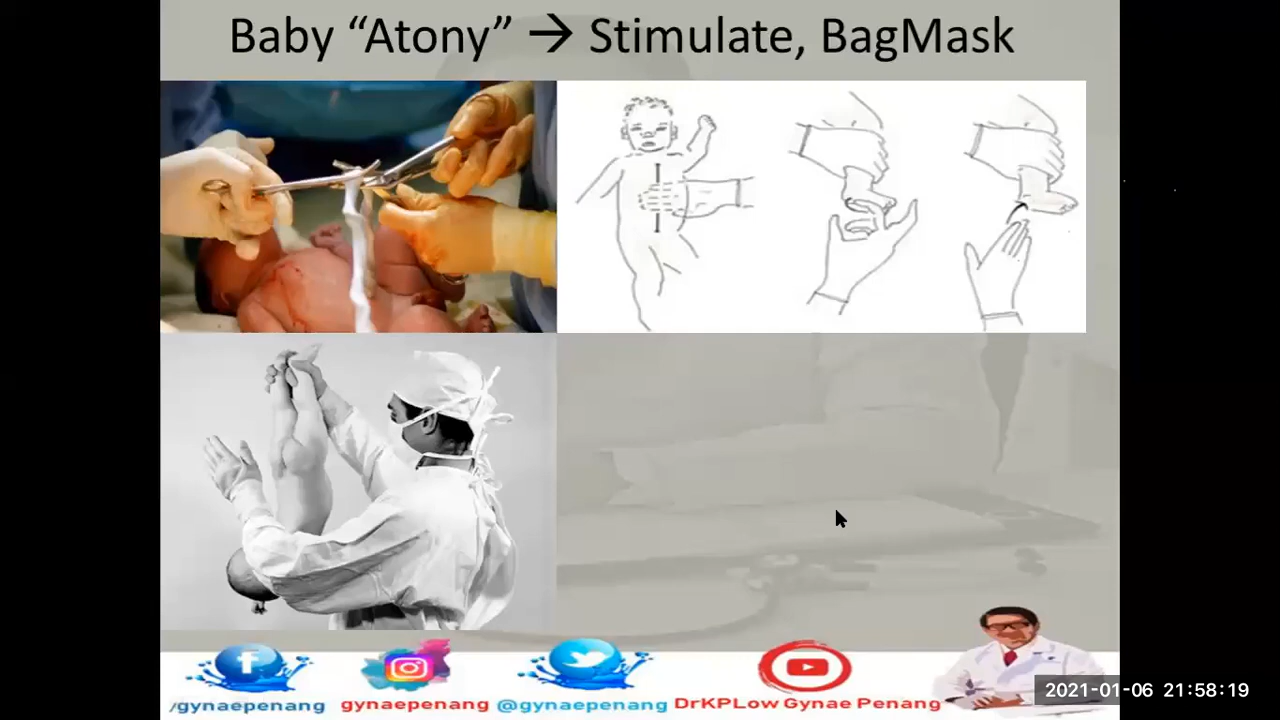 Baby “Atony” → Stimulate, BagMask
/gynaepenang gynaepenang @gynaepenang DrKPLow Gynae Penang
2021-01-06 21:58:19